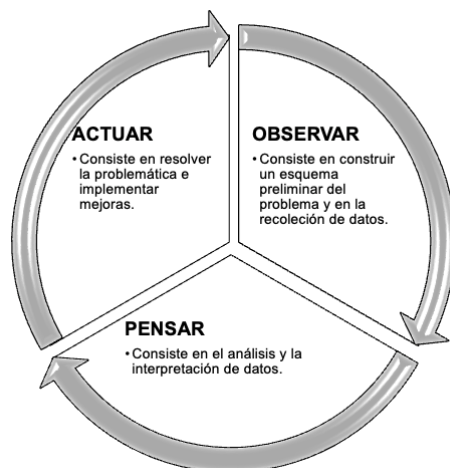 ACTUAR
• Consiste en resolver
la problemática e
implementar
mejoras.
OBSERVAR
• Consiste en construir
un esquema
preliminar del
problema y en la
recoleción de datos.
PENSAR
• Consiste en el análisis y la
interpretación de datos.